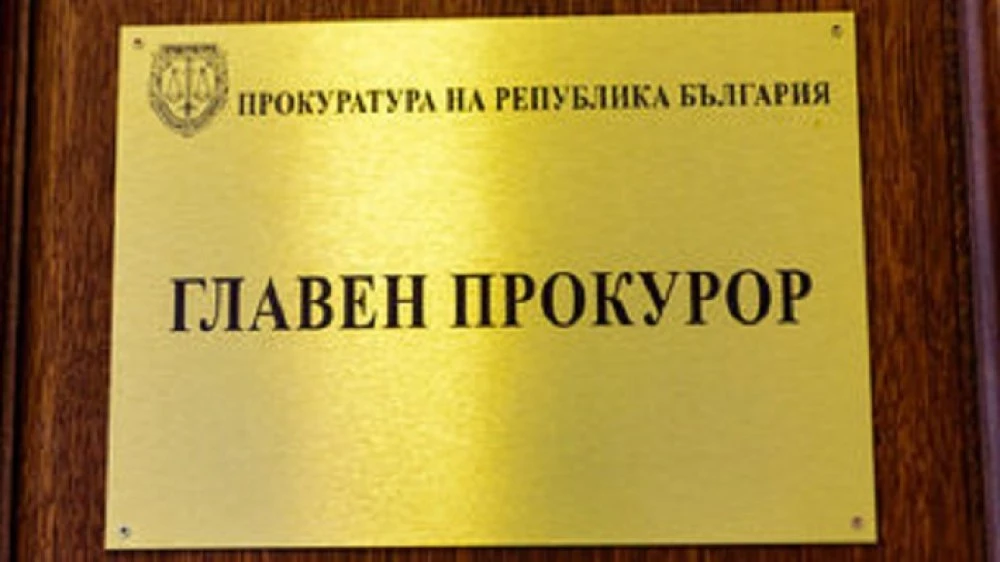 ПРОКУРАТУРА НА РЕПУБЛИКА БЪЛГАРИЯ
ГЛАВЕН ПРОКУРОР